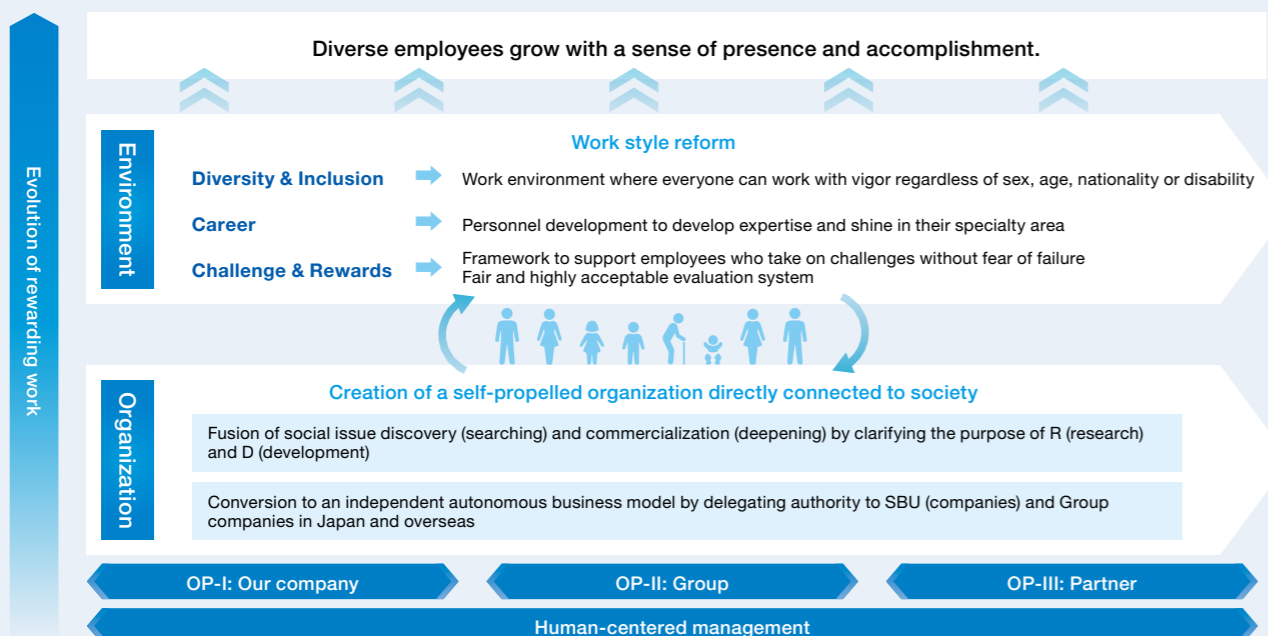 Evolution of rewarding work
Diverse employees grow with a sense of presence and accomplishment.
Environment
Work style reform
Diversity & Inclusion
Work environment where everyone can work with vigor regardless of sex, age, nationality or disability
Career
Personnel development to develop expertise and shine in their specialty area
Challenge & Rewards
Framework to support employees who take on challenges without fear of failure
Fair and highly acceptable evaluation system
Organization
Creation of a self-propelled organization directly connected to society
Fusion of social issue discovery (searching) and commercialization (deepening) by clarifying the purpose of R (research)
and D (development)
Conversion to an independent autonomous business model by delegating authority to SBU (companies) and Group
companies in Japan and overseas
OP-I: Our company
OP-II: Group
OP-III: Partner
Human-centered management